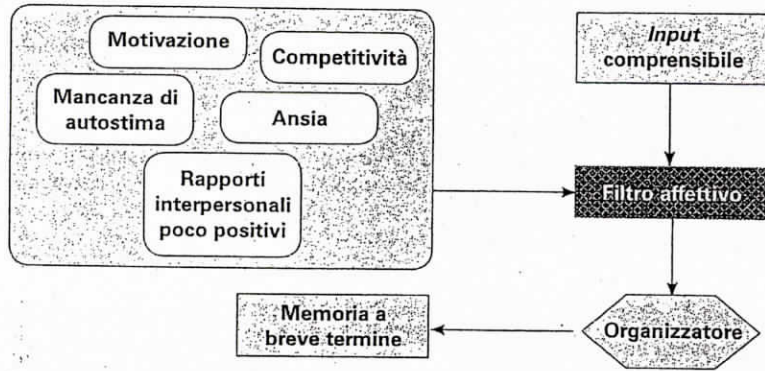 Motivazione
Competitività
Mancanza di
autostima
Ansia
Rapporti
interpersonali
poco positivi
Input
comprensibile
Filtro affettivo
Organizzatore
Memoria a
breve termine